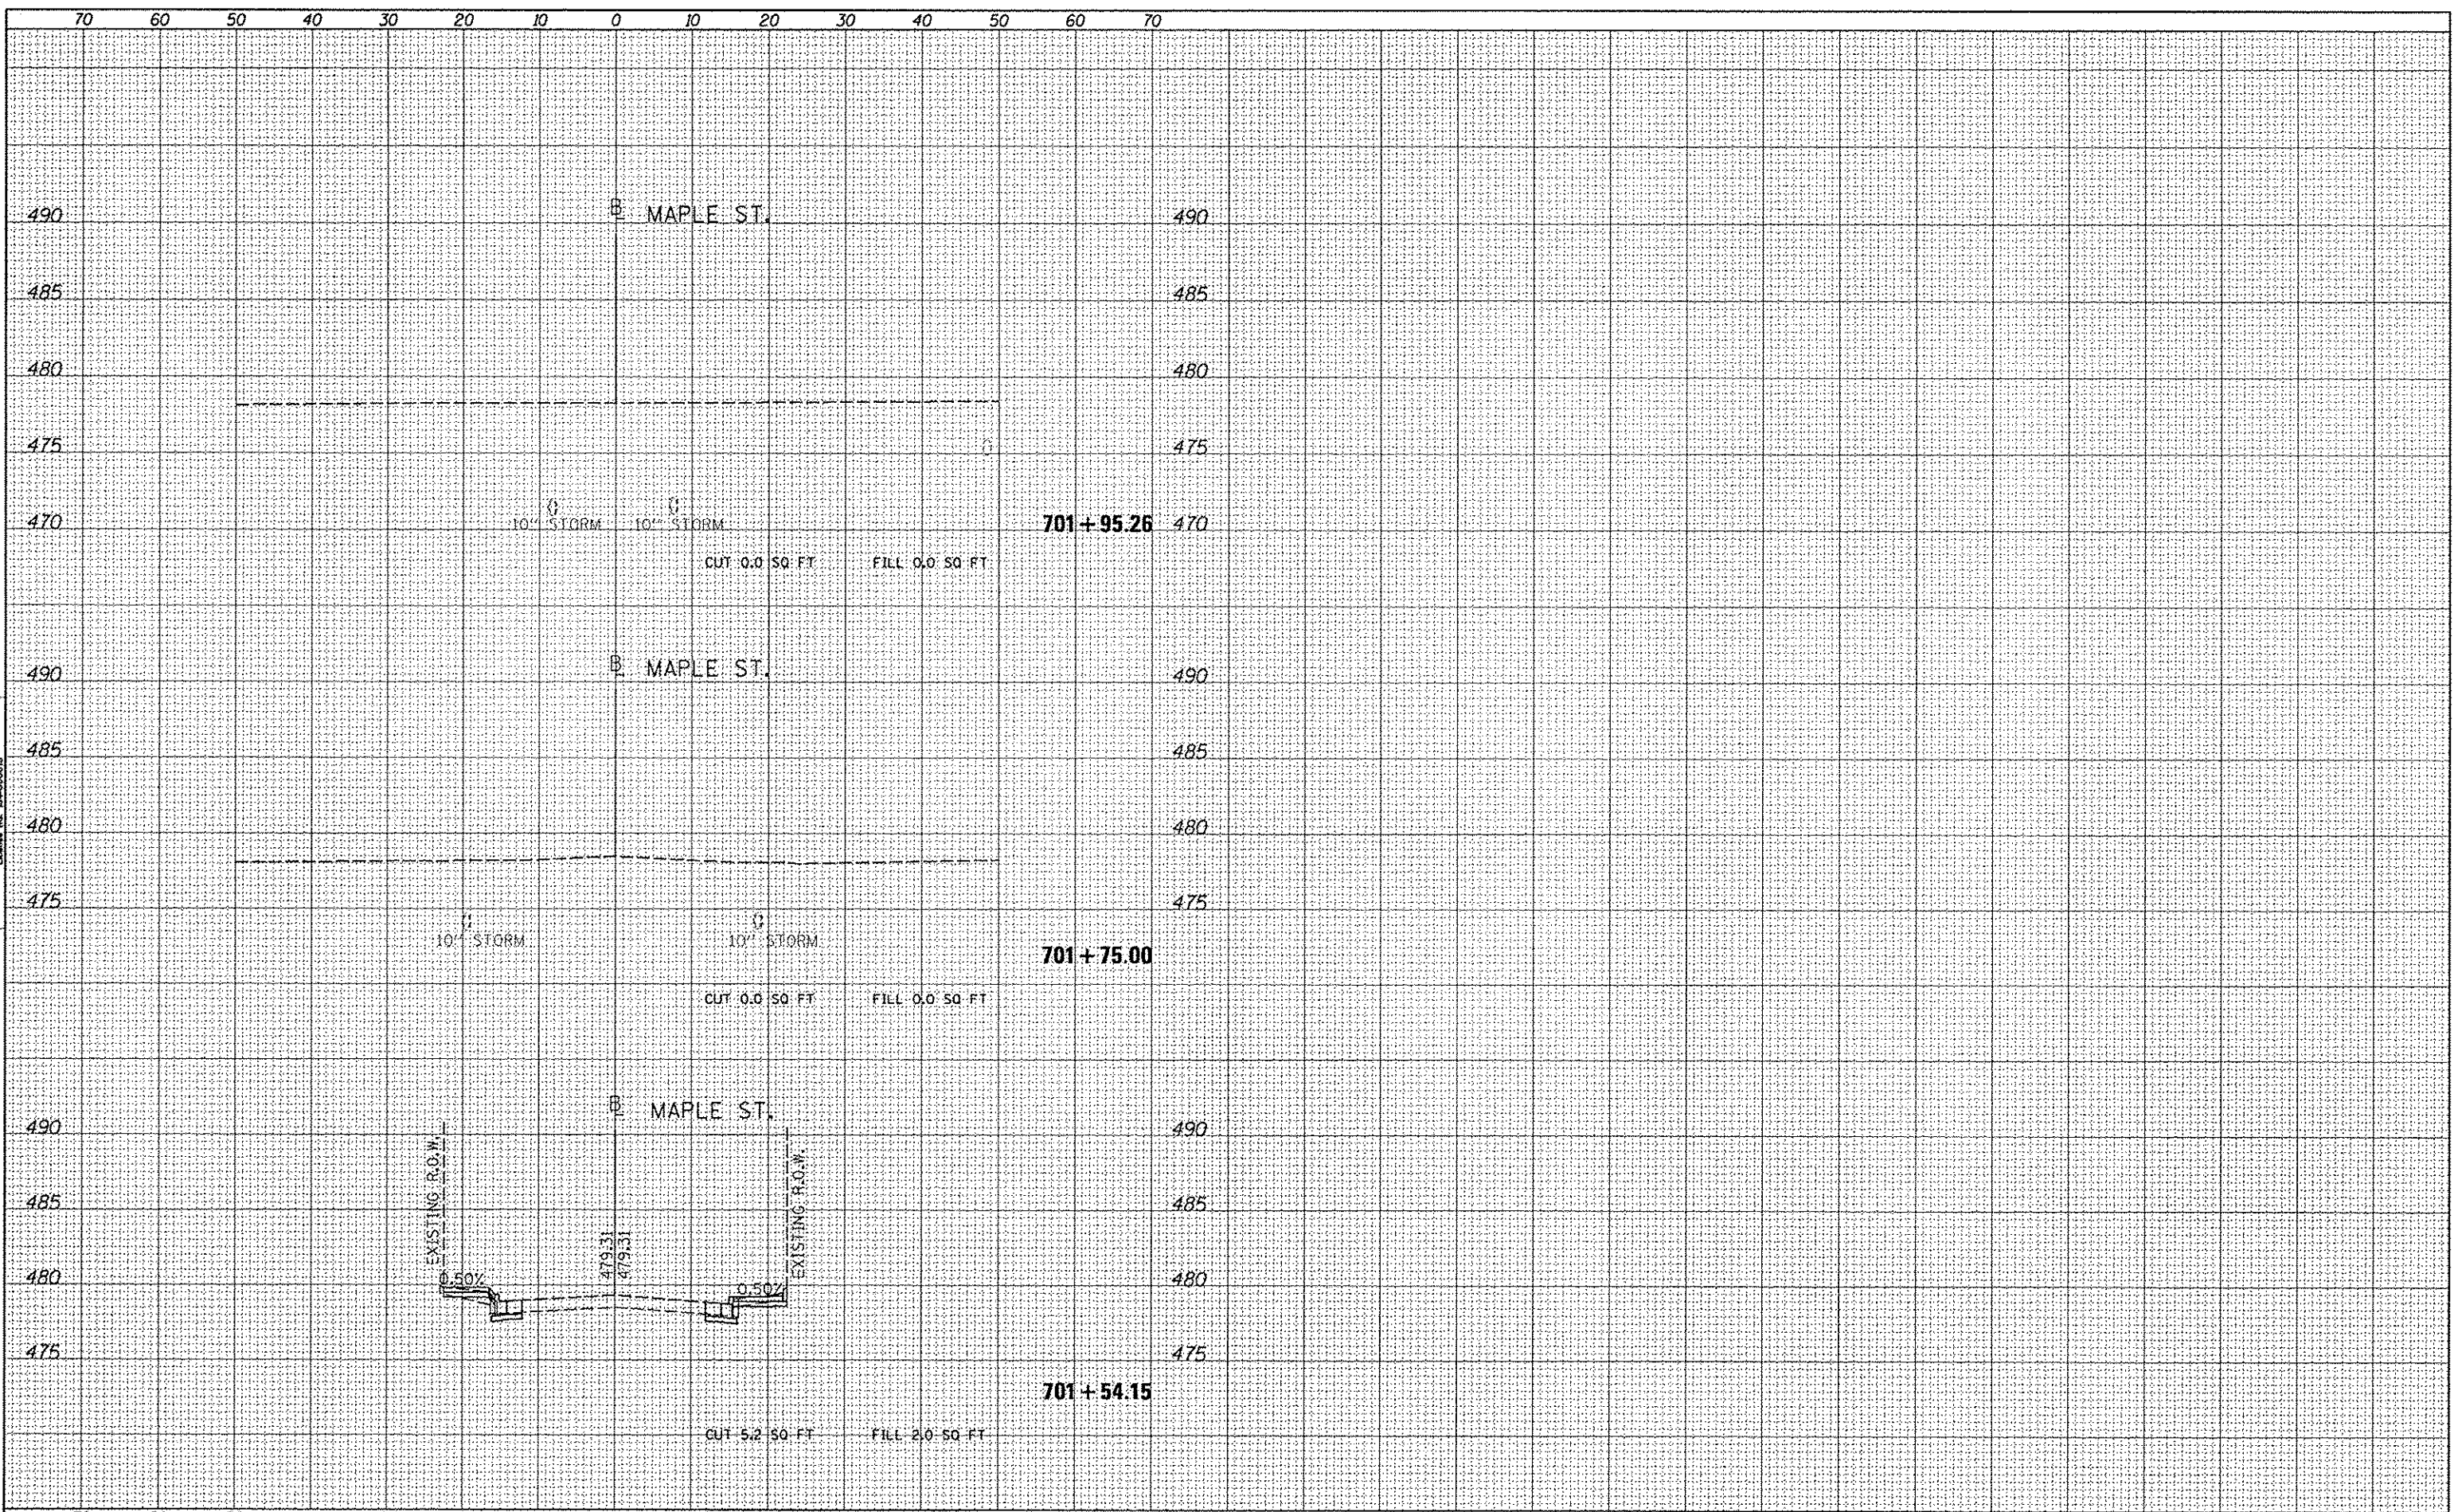 70 60 50 40 30 20 10 0 10 20 30 40 50 60 70
B MAPLE ST.
490 490
485 485
480 480
475 475
10" STORM 10" STORM
470 701+95.26 470
CUT 0.0 SQ FT FILL 0.0 SQ FT
B MAPLE ST.
490 490
485 485
480 480
475 475
10" STORM 10" STORM
701+75.00
CUT 0.0 SQ FT FILL 0.0 SQ FT
B MAPLE ST.
490 490
EXISTING R.O.W.
EXISTING R.O.W.
485 485
479.31
479.31
480 480
0.50% 0.50%
475 475
701+54.15
CUT 5.2 SQ FT FILL 2.0 SQ FT